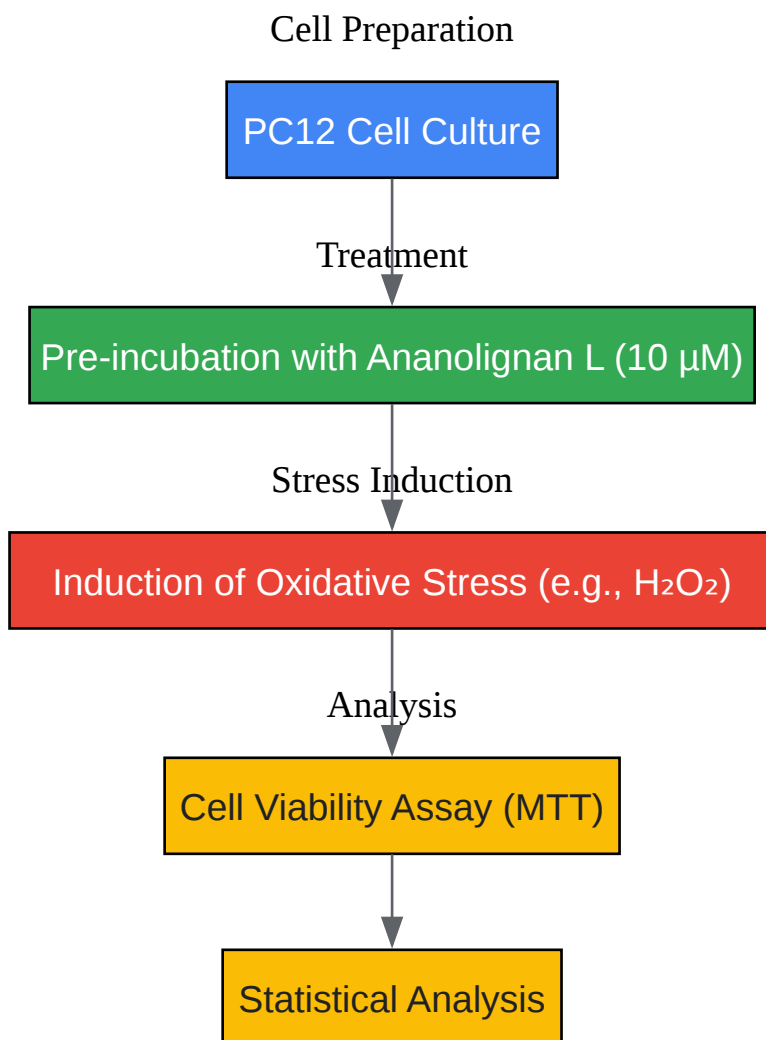 Cell Preparation
PC12 Cell Culture
Treatment
Pre-incubation with Ananolignan L (10 µM)
Stress Induction
Induction of Oxidative Stress (e.g., H₂O₂)
Analysis
Cell Viability Assay (MTT)
Statistical Analysis